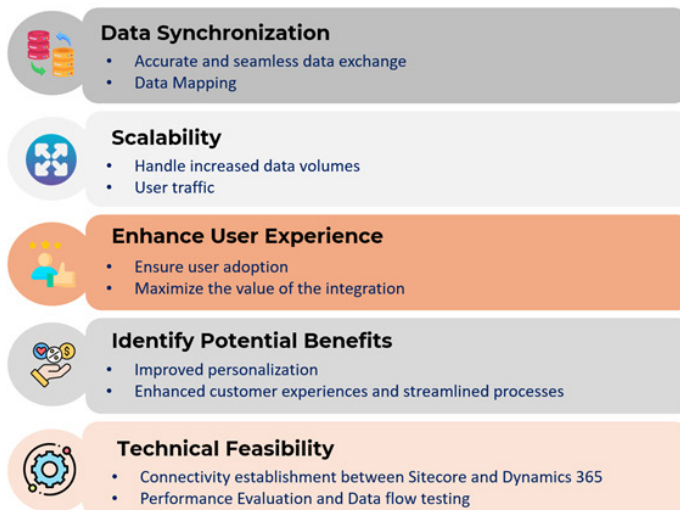 Data Synchronization
• Accurate and seamless data exchange
• Data Mapping
Scalability
• Handle increased data volumes
• User traffic
Enhance User Experience
• Ensure user adoption
• Maximize the value of the integration
Identify Potential Benefits
• Improved personalization
• Enhanced customer experiences and streamlined processes
Technical Feasibility
• Connectivity establishment between Sitecore and Dynamics 365
• Performance Evaluation and Data flow testing